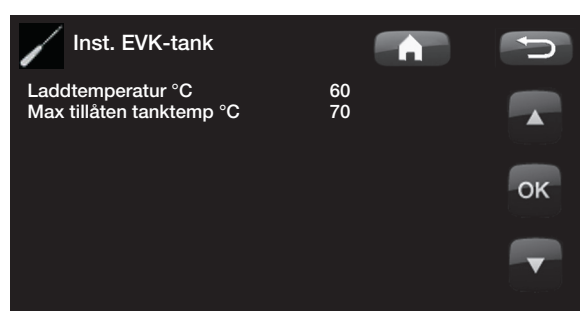 Inst. EVK-tank
Laddtemperatur °C 60
Max tillåten tanktemp °C 70
OK